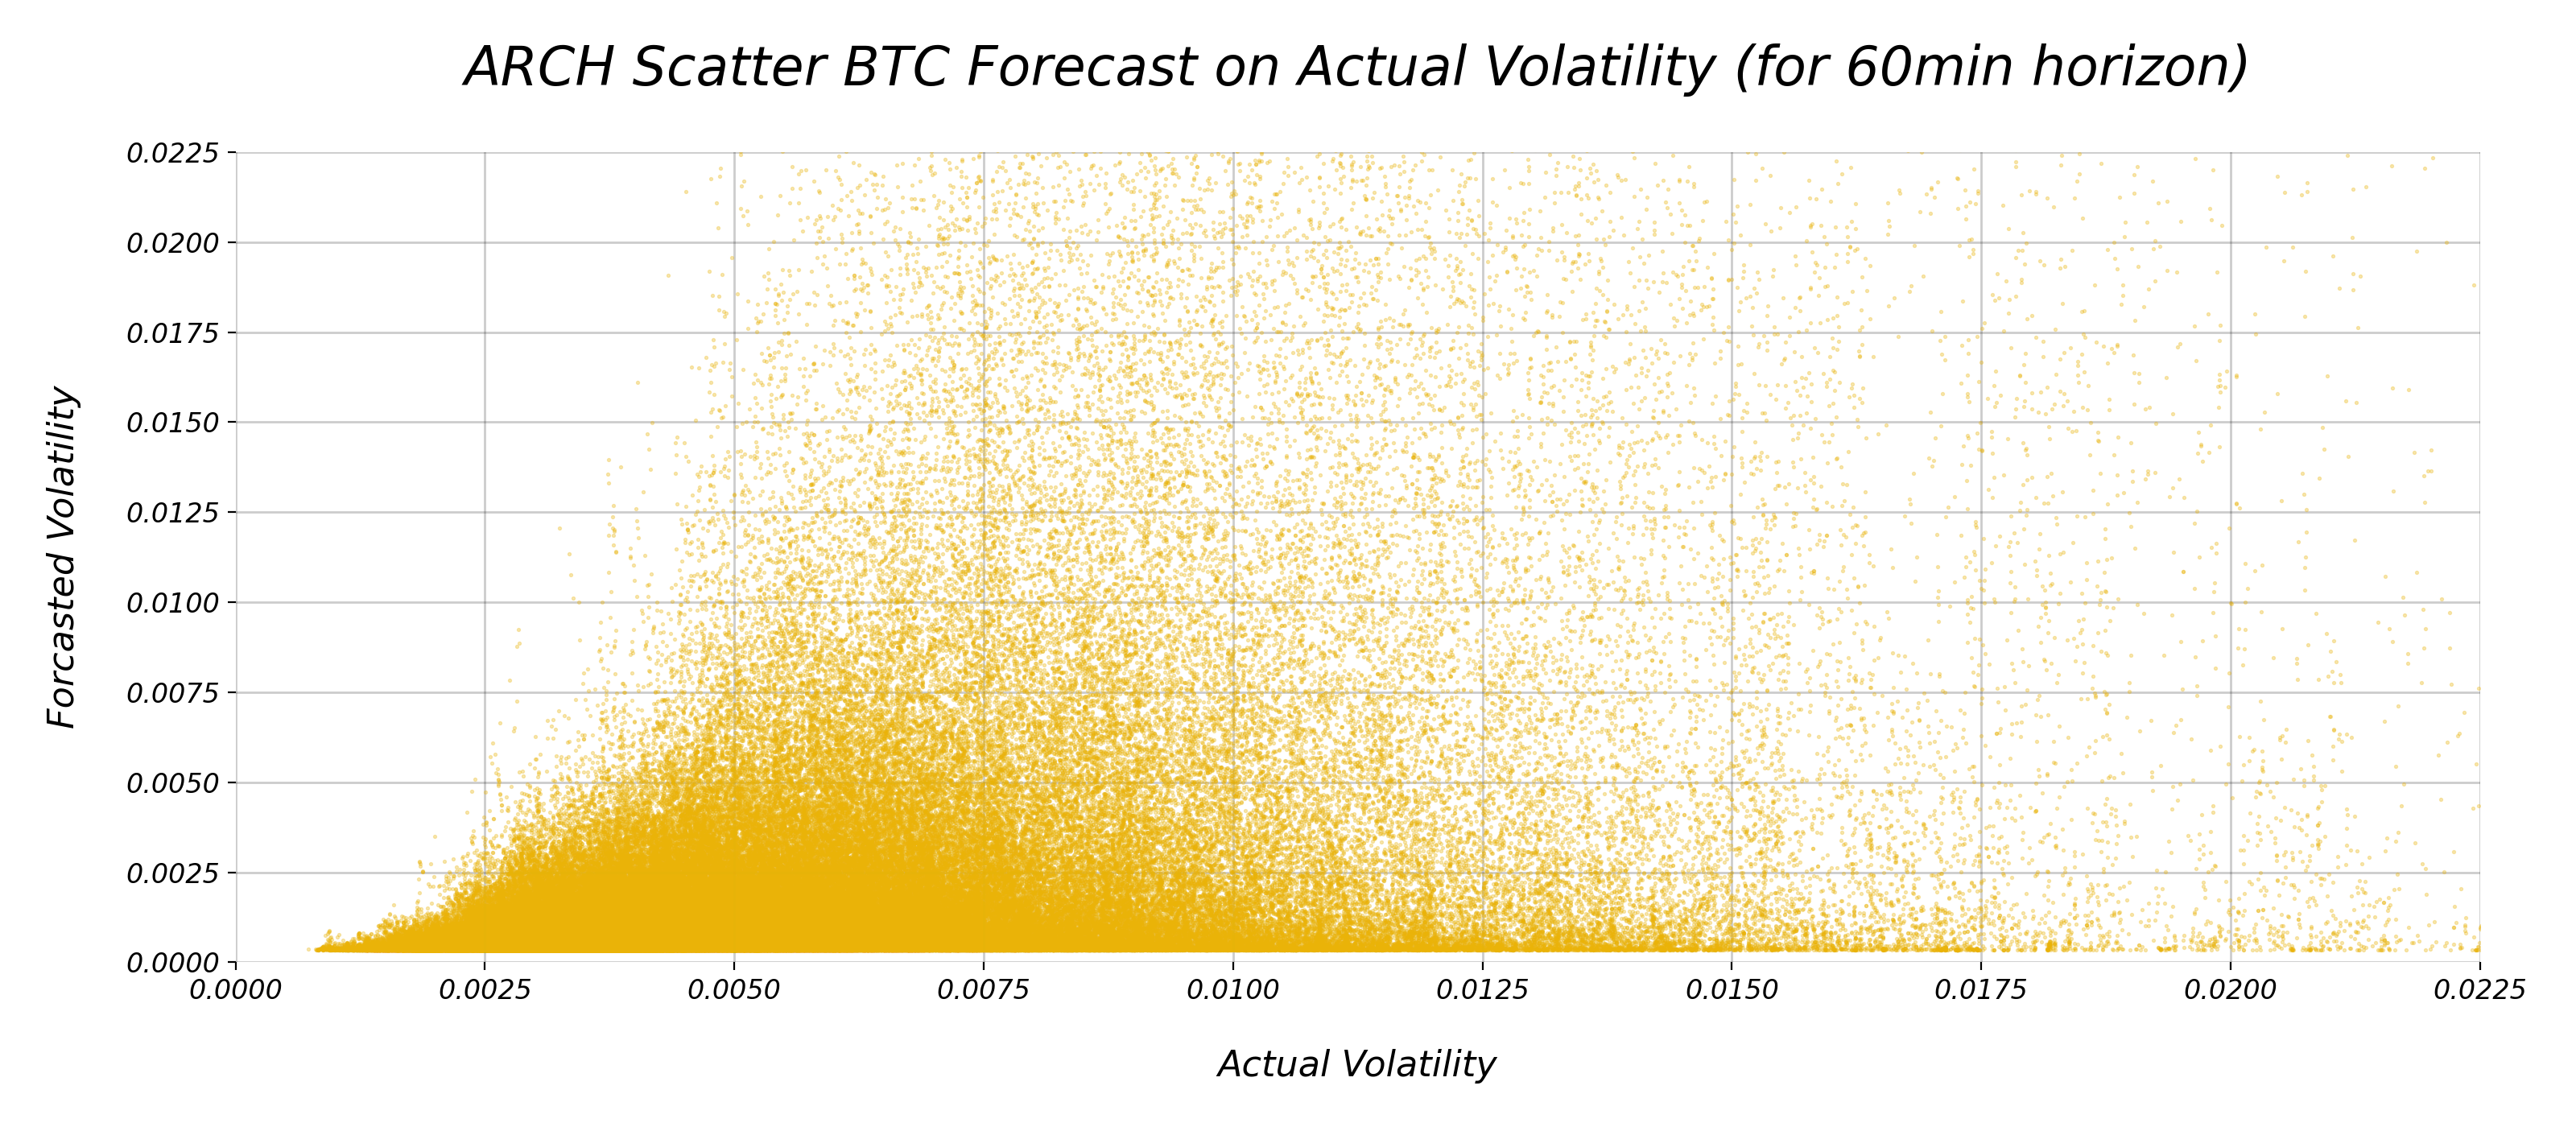 ARCH Scatter BTC Forecast on Actual Volatility (for 60min horizon)
Forcasted Volatility
0.0225
0.0200
0.0175
0.0150
0.0125
0.0100
0.0075
0.0050
0.0025
0.0000
0.0000 0.0025 0.0050 0.0075 0.0100 0.0125 0.0150 0.0175 0.0200 0.0225
Actual Volatility